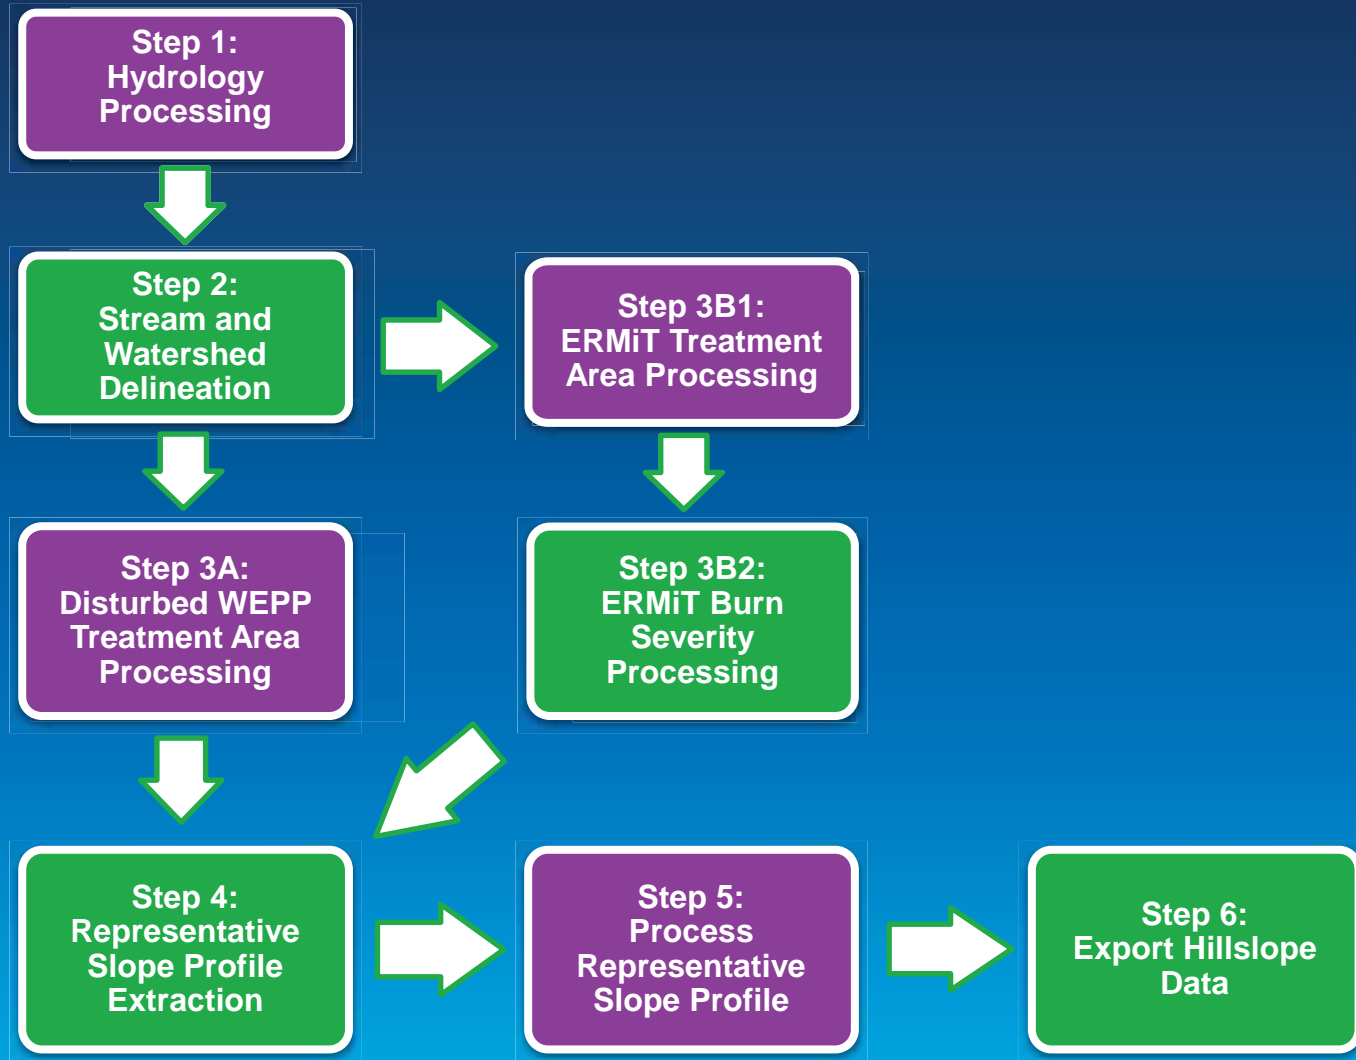 Step 1:
Hydrology
Processing
Step 2:
Stream and
Watershed
Delineation
Step 3B1:
ERMiT Treatment
Area Processing
Step 3A:
Disturbed WEPP
Treatment Area
Processing
Step 3B2:
ERMiT Burn
Severity
Processing
Step 4:
Representative
Slope Profile
Extraction
Step 5:
Process
Representative
Slope Profile
Step 6:
Export Hillslope
Data